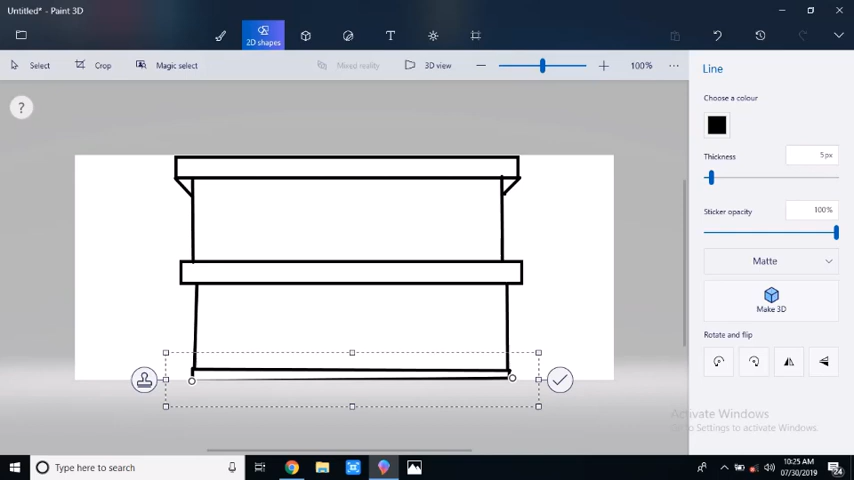 Untitled* - Paint 3D
2D shapes
Select
Crop
Magic select
Mixed reality
3D view
100%
...
?
Line
Choose a colour
Thickness
5px
Sticker opacity
100%
Matte
Make 3D
Rotate and flip
Activate Windows
Go to Settings to activate Windows.
Type here to search
10:25 AM
07/30/2019
24